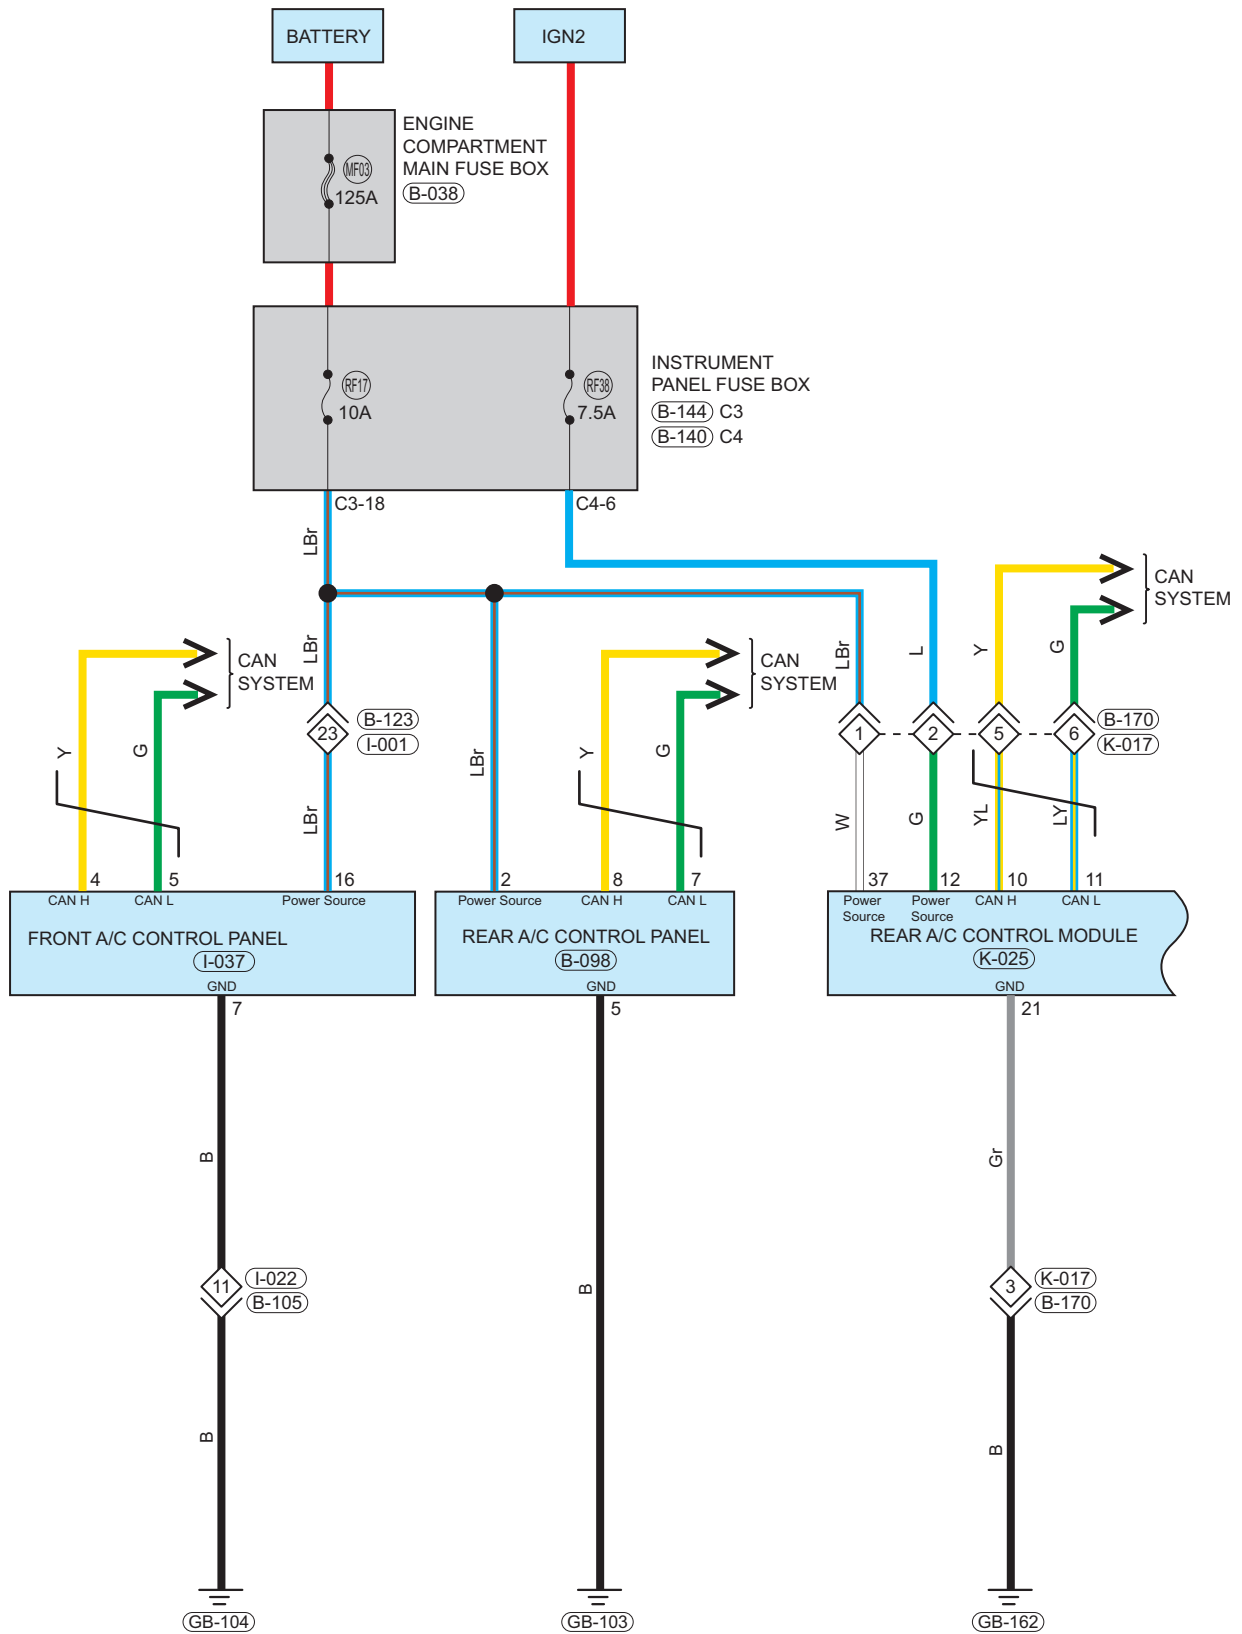 BATTERY
IGN2
ENGINE
COMPARTMENT
MAIN FUSE BOX
B-038
MF03
125A
INSTRUMENT
PANEL FUSE BOX
B-144 C3
B-140 C4
RF17
10A
RF38
7.5A
C3-18
C4-6
LBr
CAN
SYSTEM
LBr
CAN
SYSTEM
CAN
SYSTEM
LBr
L
Y
G
23
B-123
I-001
1
2
5
6
B-170
K-017
Y
G
LBr
LBr
Y
G
W
G
YL
LY
4
5
16
2
8
7
37
12
10
11
CAN H
CAN L
Power Source
Power Source
CAN H
CAN L
Power
Source
Power
Source
CAN H
CAN L
FRONT A/C CONTROL PANEL
I-037
GND
7
REAR A/C CONTROL PANEL
B-098
GND
5
REAR A/C CONTROL MODULE
K-025
GND
21
B
Gr
11
I-022
B-105
B
3
K-017
B-170
B
B
GB-104
GB-103
GB-162